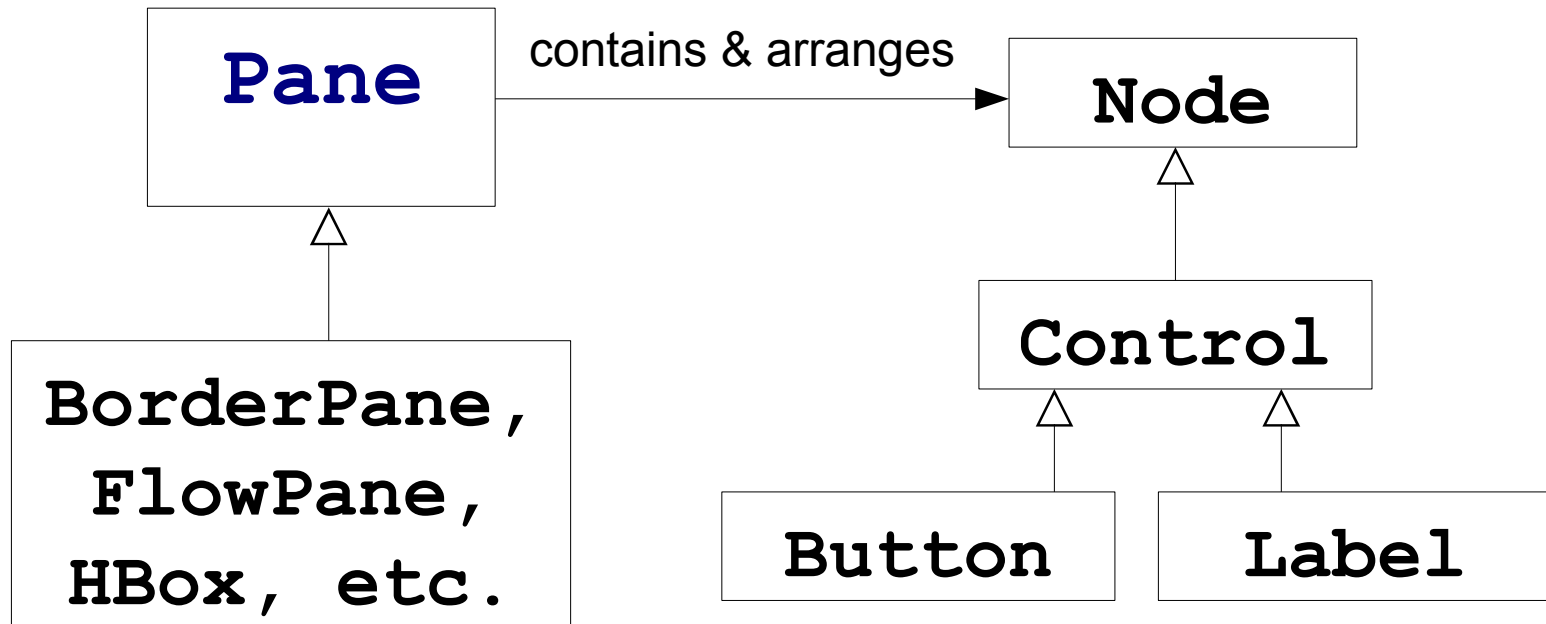 Pane
contains & arranges
Node
Control
BorderPane,
FlowPane,
HBox, etc.
Button
Label